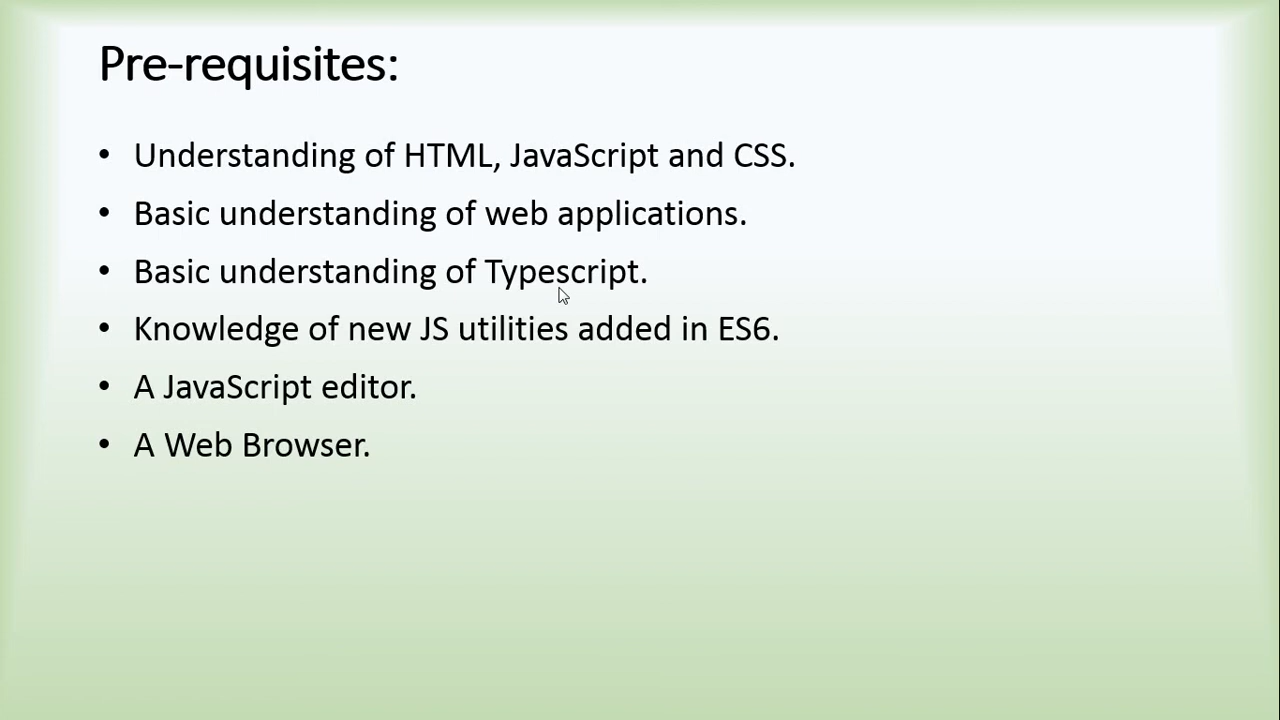 Pre-requisites:
• Understanding of HTML, JavaScript and CSS.
• Basic understanding of web applications.
• Basic understanding of Typescript.
• Knowledge of new JS utilities added in ES6.
• A JavaScript editor.
• A Web Browser.